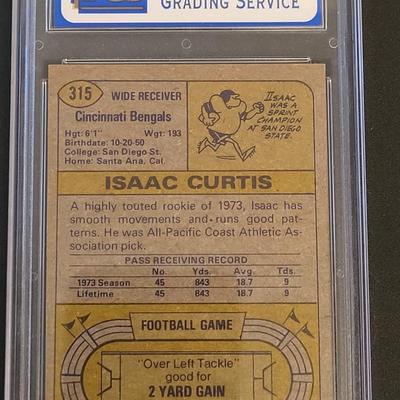 GRADING SERVICE
315
WIDE RECEIVER
Cincinnati Bengals
Hgt: 6'1" Wgt: 193
Birthdate: 10-20-50
College: San Diego St.
Home: Santa Ana, Cal.
ISAAC
WAS A
SPRINT
CHAMPION
AT SAN DIEGO
STATE.
ISAAC CURTIS
A highly touted rookie of 1973, Isaac has
smooth movements and runs good pat-
terns. He was All-Pacific Coast Athletic As-
sociation pick.
PASS RECEIVING RECORD
No. Yds. Avg. Tds.
1973 Season 45 843 18.7 9
Lifetime 45 843 18.7 9
FOOTBALL GAME
"Over Left Tackle"
good for
2 YARD GAIN